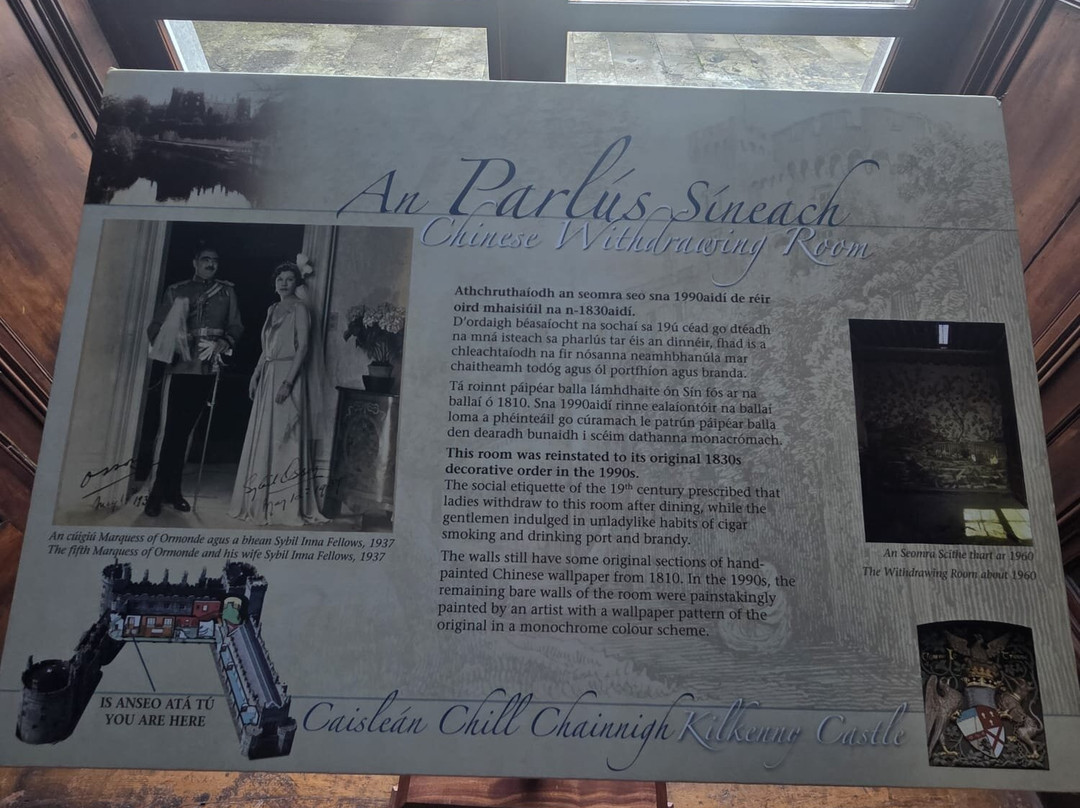 An Parlús Síneach
Chinese Withdrawing Room
Athchruthaíodh an seomra seo sna 1990aidí de réir
oird mhaisiúil na n-1830aidí.
D'ordaigh béasaíocht na sochaí sa 19ú céad go dtéadh
na mná isteach sa pharlús tar éis an dinnéir, fhad is a
chleachtaíodh na fir nósanna neamhbhanúla mar
chaitheamh todóg agus ól portfhíon agus branda.
Tá roinnt páipéar balla lámhdhaite ón Sín fós ar na
ballaí ó 1810. Sna 1990aidí rinne ealaiontóir na ballaí
loma a phéinteáil go cúramach le patrún páipéar balla
den dearadh bunaidh i scéim dathanna monacrómach.
This room was reinstated to its original 1830s
decorative order in the 1990s.
The social etiquette of the 19th century prescribed that
ladies withdraw to this room after dining, while the
gentlemen indulged in unladylike habits of cigar
smoking and drinking port and brandy.
The walls still have some original sections of hand-
painted Chinese wallpaper from 1810. In the 1990s, the
remaining bare walls of the room were painstakingly
painted by an artist with a wallpaper pattern of the
original in a monochrome colour scheme.
An cúigiú Marquess of Ormonde agus a bhean Sybil Inna Fellows, 1937
The fifth Marquess of Ormonde and his wife Sybil Inna Fellows, 1937
An Seomra Scíthe thart ar 1960
The Withdrawing Room about 1960
IS ANSEO ATÁ TÚ
YOU ARE HERE
Caisleán Chill Chainnigh Kilkenny Castle